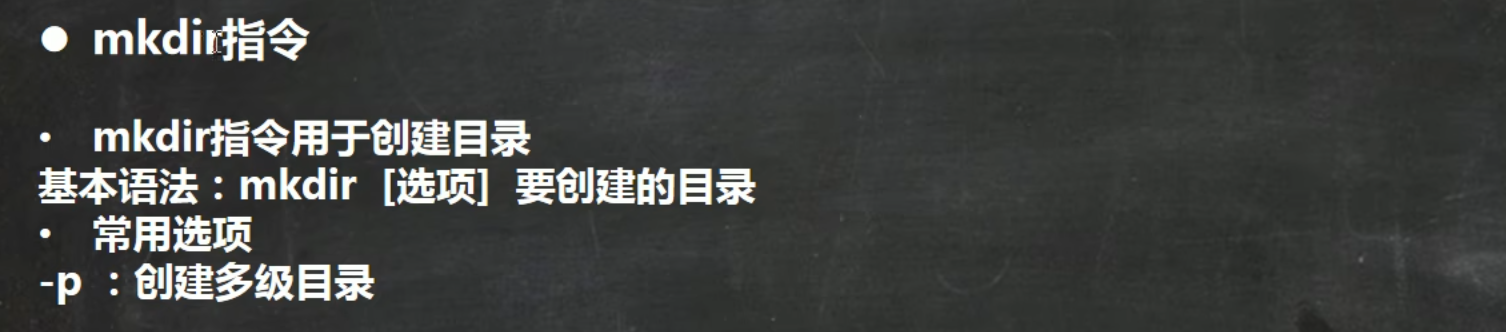 ● mkdir指令
• mkdir指令用于创建目录
基本语法：mkdir [选项] 要创建的目录
• 常用选项
-p ：创建多级目录